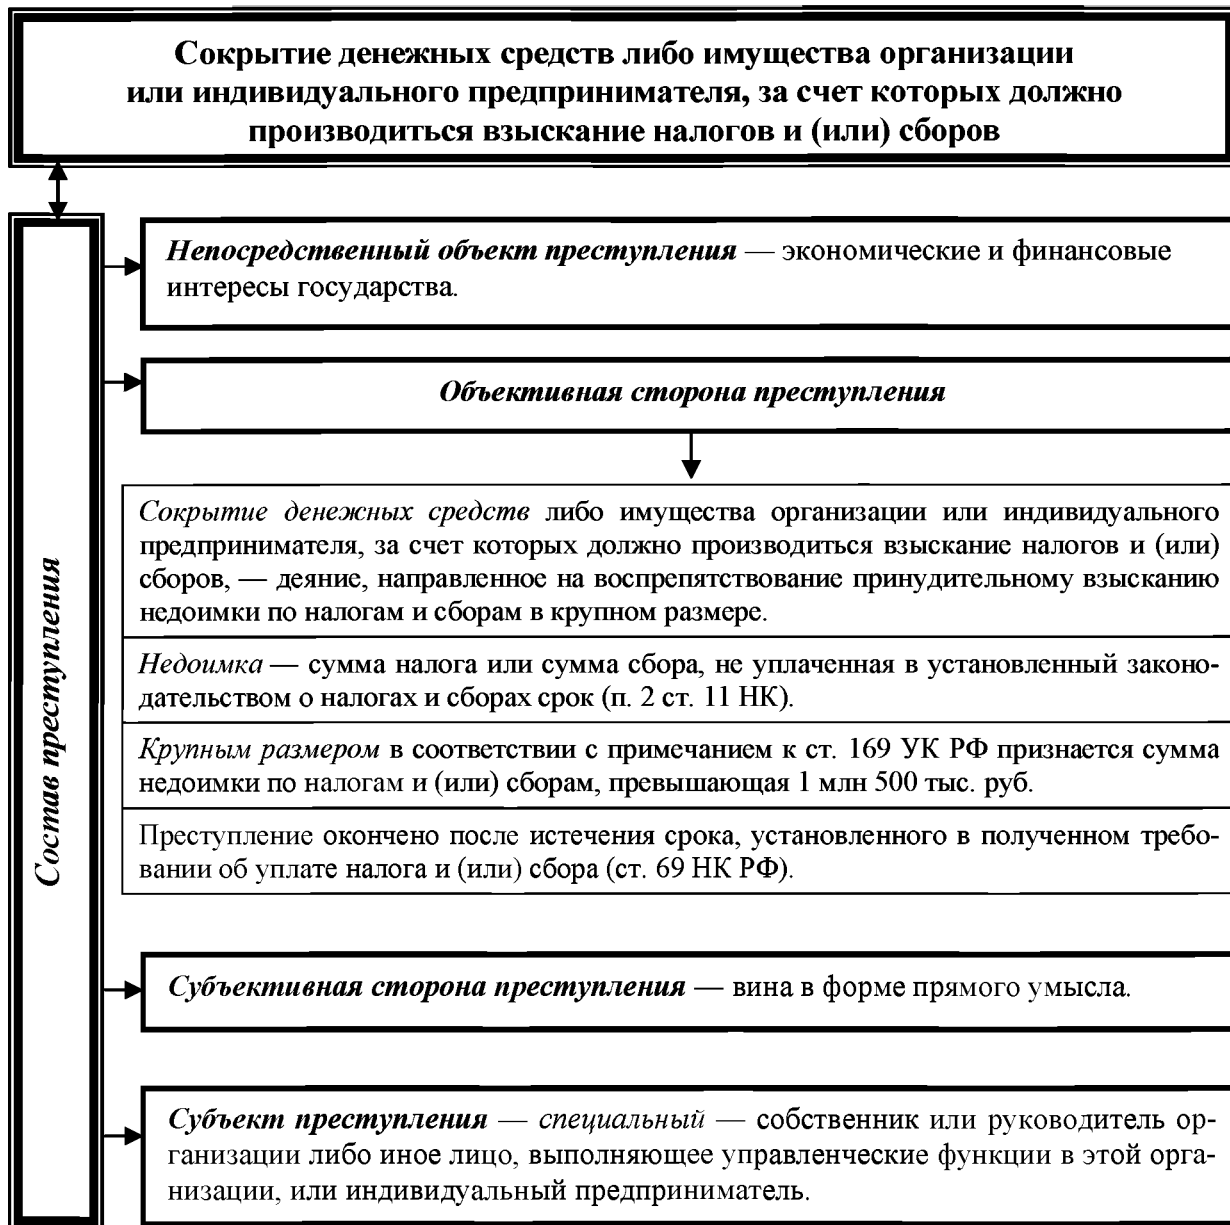 Сокрытие денежных средств либо имущества организации
или индивидуального предпринимателя, за счет которых должно
производиться взыскание налогов и (или) сборов
Состав преступления
Непосредственный объект преступления — экономические и финансовые
интересы государства.
Объективная сторона преступления
Сокрытие денежных средств либо имущества организации или индивидуального
предпринимателя, за счет которых должно производиться взыскание налогов и (или)
сборов, — деяние, направленное на воспрепятствование принудительному взысканию
недоимки по налогам и сборам в крупном размере.
Недоимка — сумма налога или сумма сбора, не уплаченная в установленный законо-
дательством о налогах и сборах срок (п. 2 ст. 11 НК).
Крупным размером в соответствии с примечанием к ст. 169 УК РФ признается сумма
недоимки по налогам и (или) сборам, превышающая 1 млн 500 тыс. руб.
Преступление окончено после истечения срока, установленного в полученном требо-
вании об уплате налога и (или) сбора (ст. 69 НК РФ).
Субъективная сторона преступления — вина в форме прямого умысла.
Субъект преступления — специальный — собственник или руководитель ор-
ганизации либо иное лицо, выполняющее управленческие функции в этой орга-
низации, или индивидуальный предприниматель.